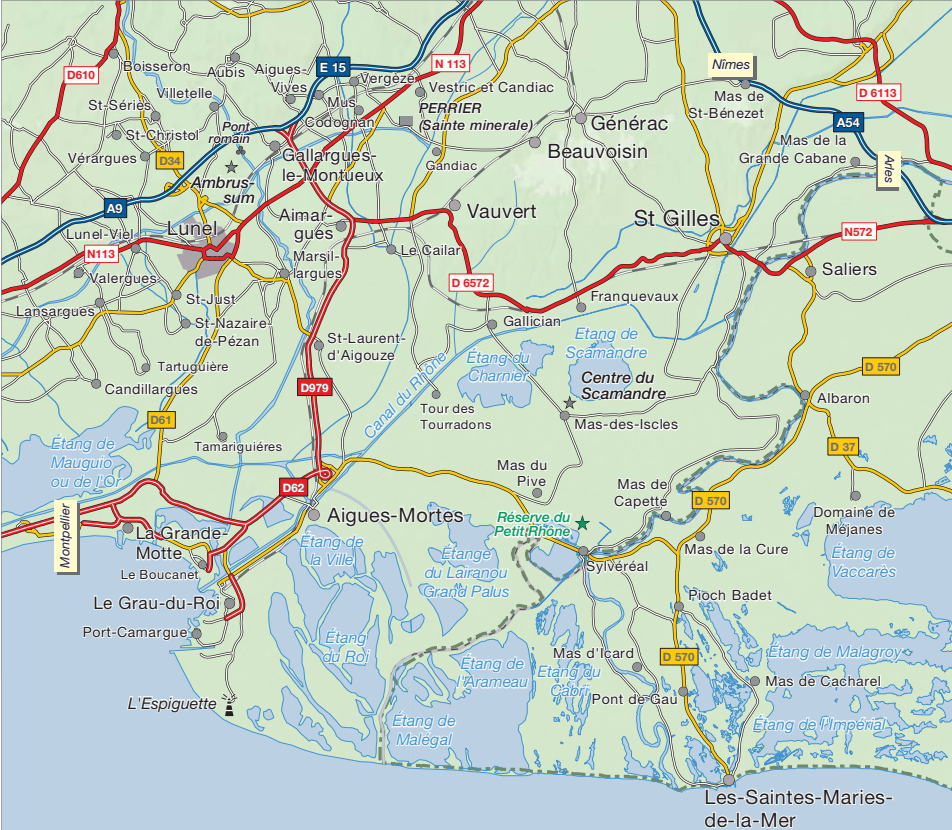 D610
Boisseron
Aubis
Aigues-
Vives
E 15
Vergèze
N 113
Nîmes
St-Séries
Villetelle
Mus
Codognan
Vestric et Candiac
PERRIER
(Sainte minerale)
Générac
Mas de
St-Bénezet
D 6113
A54
St-Christol
Pont
romain
Vérargues
D34
Gallargues-
le-Montueux
Gandiac
Beauvoisin
Mas de la
Grande Cabane
Arles
Ambrus-
sum
A9
Lunel
Aimar-
gues
Vauvert
St Gilles
N572
Lunel-Viel
N113
Marsil-
largues
Le Cailar
Valergues
D 6572
Saliers
Lansargues
St-Just
Franquevaux
St-Nazaire-
de-Pézan
Gallician
St-Laurent-
d'Aigouze
Étang de
Scamandre
Étang du
Charnier
Tartuguière
Canal du Rhône
D 570
Candillargues
D979
Centre du
Scamandre
Albaron
D61
Tour des
Tourradons
Mas-des-Iscles
Étang de
Mauguio
ou de l'Or
Tamariguiéres
D 37
Mas du
Pive
D62
Mas de
Capette
D 570
Montpellier
Aigues-Mortes
Réserve du
Petit Rhône
Domaine de
Méjanes
La Grande-
Motte
Étang de
la Ville
Étange
du Lairanou
Grand Palus
Mas de la Cure
Étang de
Vaccarès
Le Boucanet
Sylvéréal
Le Grau-du-Roi
Pioch Badet
Port-Camargue
Étang
du Roi
Mas d'Icard
D 570
Étang de Malagroy
Étang de
l'Arameau
Étang du
Cabri
Mas de Cacharel
Pont de Gau
L'Espiguette
Étang de
Malégal
Étang de l'Impérial
Les-Saintes-Maries-
de-la-Mer